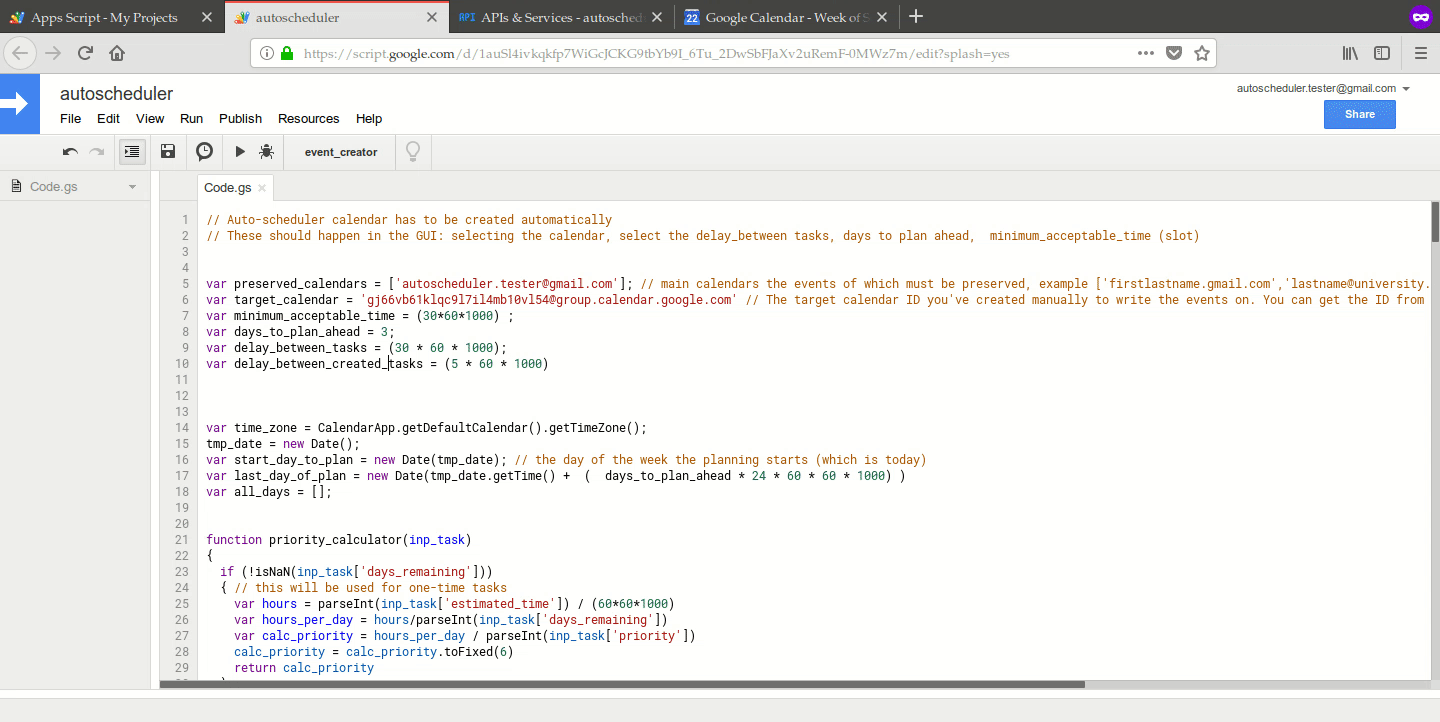 Apps Script - My Projects
autoscheduler
API APIs & Services - autosched
22 Google Calendar - Week of S
https://script.google.com/d/1auSl4ivkqkfp7WiGcJCKG9tbYb9I_6Tu_2DwSbFJaXv2uRemF-0MWz7m/edit?splash=yes
autoscheduler
autoscheduler.tester@gmail.com
File Edit View Run Publish Resources Help
Share
event_creator
Code.gs
Code.gs
1 // Auto-scheduler calendar has to be created automatically
2 // These should happen in the GUI: selecting the calendar, select the delay_between tasks, days to plan ahead,  minimum_acceptable_time (slot)
3
4
5 var preserved_calendars = ['autoscheduler.tester@gmail.com']; // main calendars the events of which must be preserved, example ['firstlastname.gmail.com','lastname@university.
6 var target_calendar = 'gj66vb61klqc9l7il4mb10vl54@group.calendar.google.com' // The target calendar ID you've created manually to write the events on. You can get the ID from
7 var minimum_acceptable_time = (30*60*1000) ;
8 var days_to_plan_ahead = 3;
9 var delay_between_tasks = (30 * 60 * 1000);
10 var delay_between_created_tasks = (5 * 60 * 1000)
11
12
13
14 var time_zone = CalendarApp.getDefaultCalendar().getTimeZone();
15 tmp_date = new Date();
16 var start_day_to_plan = new Date(tmp_date); // the day of the week the planning starts (which is today)
17 var last_day_of_plan = new Date(tmp_date.getTime() +  (  days_to_plan_ahead * 24 * 60 * 60 * 1000) )
18 var all_days = [];
19
20
21 function priority_calculator(inp_task)
22 {
23 if (!isNaN(inp_task['days_remaining']))
24 { // this will be used for one-time tasks
25 var hours = parseInt(inp_task['estimated_time']) / (60*60*1000)
26 var hours_per_day = hours/parseInt(inp_task['days_remaining'])
27 var calc_priority = hours_per_day / parseInt(inp_task['priority'])
28 calc_priority = calc_priority.toFixed(6)
29 return calc_priority